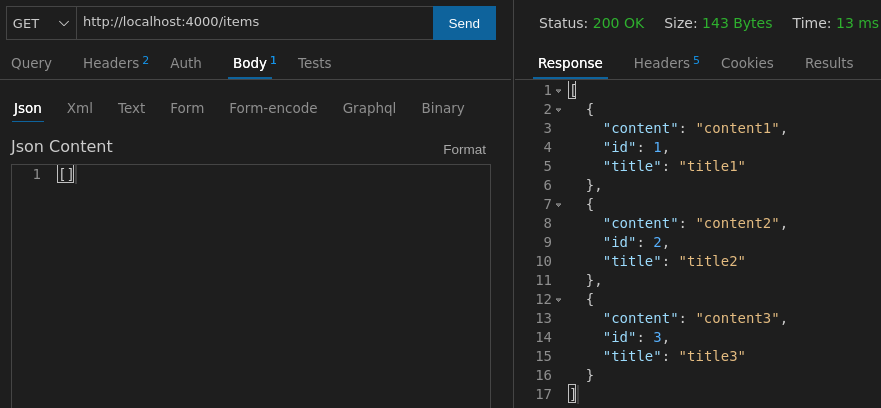 GET http://localhost:4000/items Send
Query Headers 2 Auth Body 1 Tests
Json Xml Text Form Form-encode Graphql Binary
Json Content Format
1 []
Status: 200 OK Size: 143 Bytes Time: 13 ms
Response Headers 5 Cookies Results
1 [
2 {
3 "content": "content1",
4 "id": 1,
5 "title": "title1"
6 },
7 {
8 "content": "content2",
9 "id": 2,
10 "title": "title2"
11 },
12 {
13 "content": "content3",
14 "id": 3,
15 "title": "title3"
16 }
17 ]